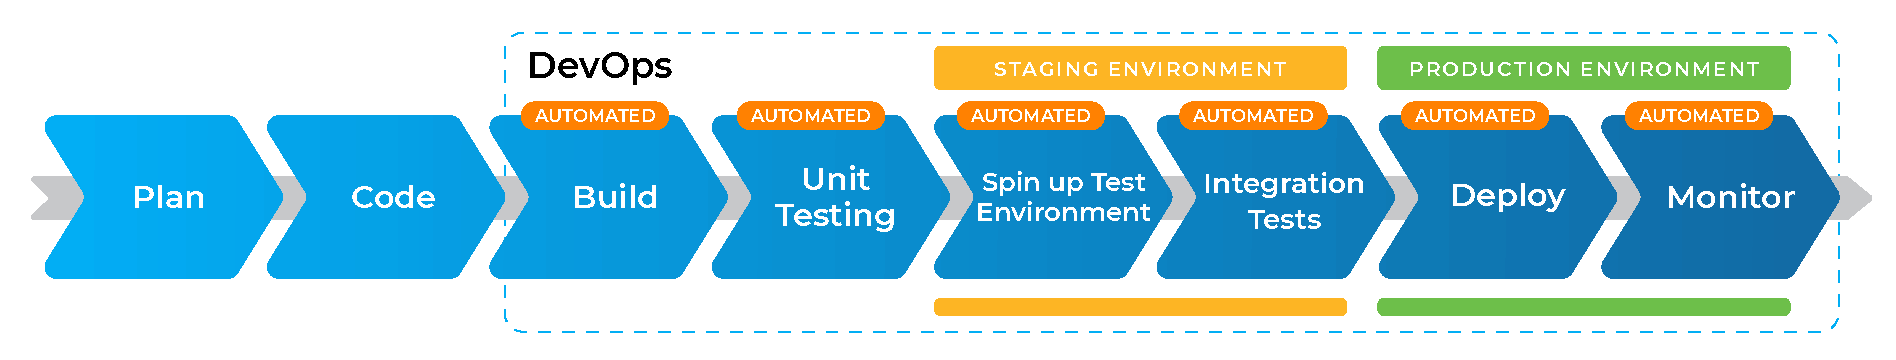 DevOps
STAGING ENVIRONMENT
PRODUCTION ENVIRONMENT
AUTOMATED
AUTOMATED
AUTOMATED
AUTOMATED
AUTOMATED
AUTOMATED
Plan
Code
Build
Unit
Testing
Spin up Test
Environment
Integration
Tests
Deploy
Monitor